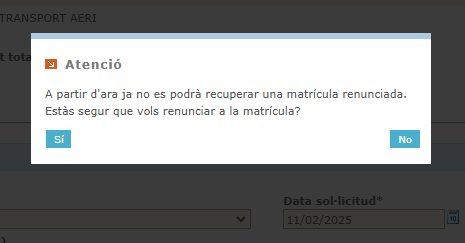 TRANSPORT AERI
t tota
Atenció
A partir d'ara ja no es podrà recuperar una matrícula renunciada.
Estàs segur que vols renunciar a la matrícula?
Sí
No
Data sol·licitud*
11/02/2025